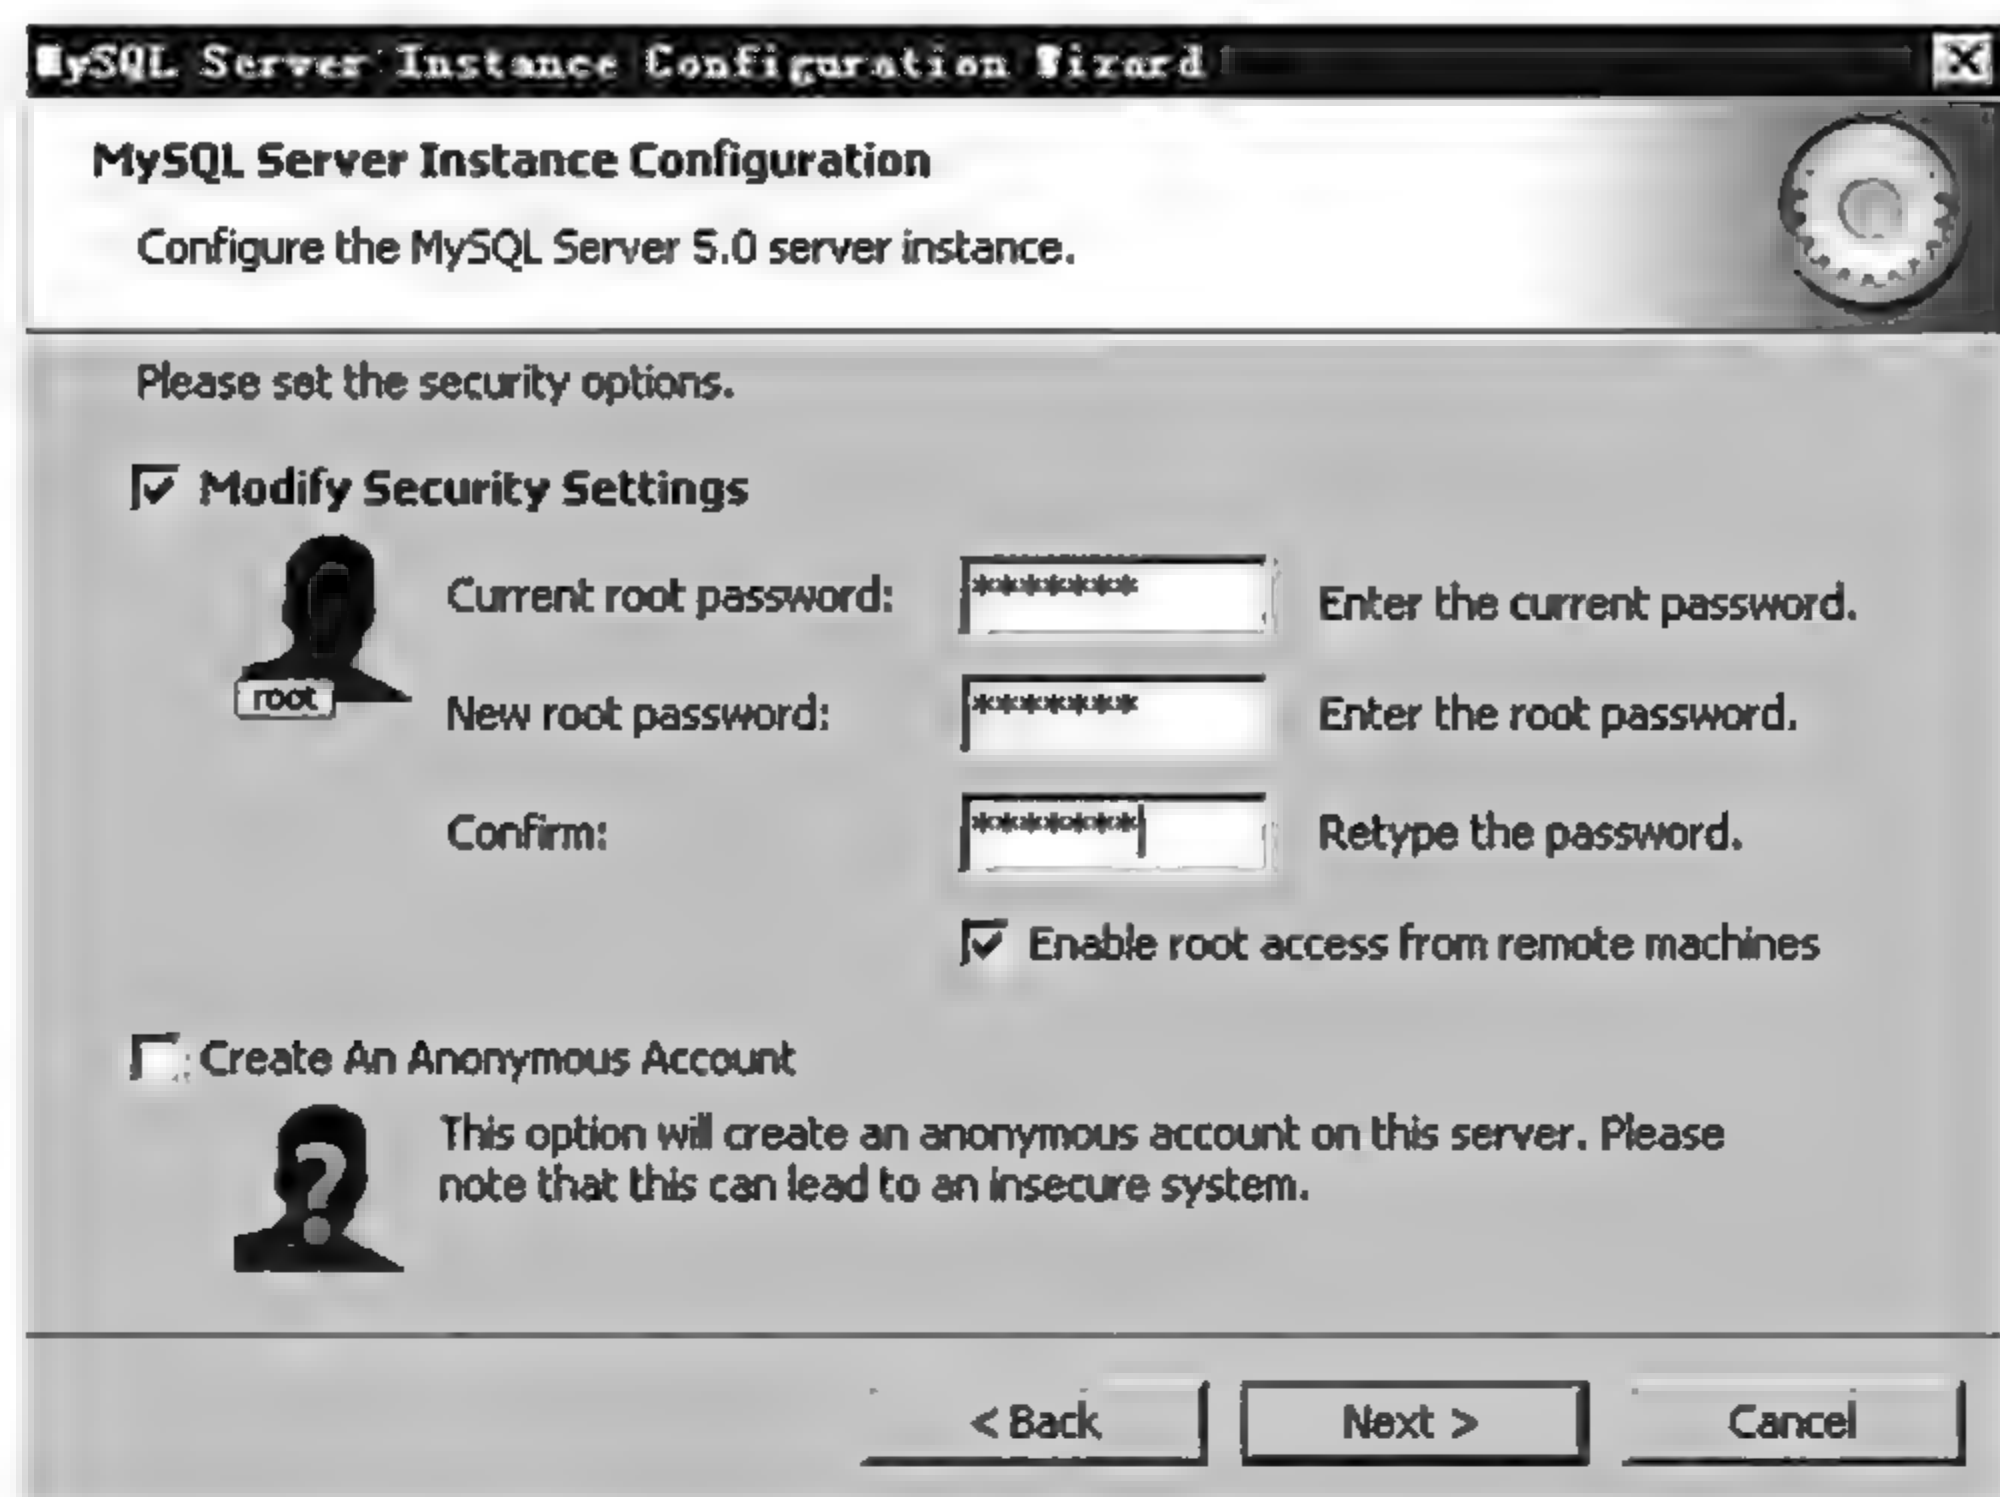 MySQL Server Instance Configuration Wizard
MySQL Server Instance Configuration
Configure the MySQL Server 5.0 server instance.
Please set the security options.
Modify Security Settings
root
Current root password: ******* Enter the current password.
New root password: ******* Enter the root password.
Confirm: ******* Retype the password.
Enable root access from remote machines
Create An Anonymous Account
?
This option will create an anonymous account on this server. Please
note that this can lead to an insecure system.
< Back Next > Cancel